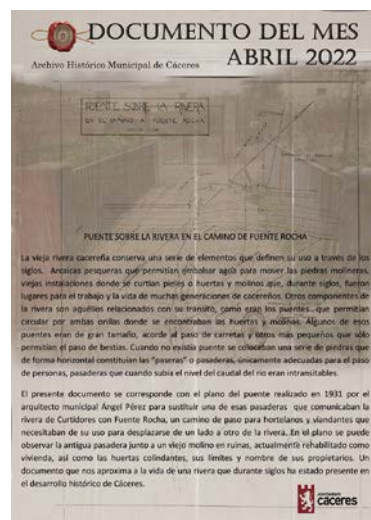 DOCUMENTO DEL MES
ABRIL 2022
Archivo Histórico Municipal de Cáceres
PUENTE SOBRE LA RIVERA
EN EL CAMINO A FUENTE ROCHA
PUENTE SOBRE LA RIVERA EN EL CAMINO DE FUENTE ROCHA
La vieja rivera cacereña conserva una serie de elementos que definen su uso a través de los
siglos. Arcaicas pesqueras que permitían embalsar agua para mover las piedras molineras,
viejas instalaciones donde se curtían pieles o huertas y molinos que, durante siglos, fueron
lugares para el trabajo y la vida de muchas generaciones de cacereños. Otros componentes de
la rivera son aquellos relacionados con su tránsito, como eran los puentes que permitían
circular por ambas orillas donde se encontraban las huertas y molinos. Algunos de esos
puentes eran de gran tamaño, acorde al paso de carretas y otros mas pequeños que sólo
permitían el paso de bestias. Cuando no existía puente se colocaban una serie de piedras que
de forma horizontal constituían las "paseras" o pasaderas, únicamente adecuadas para el paso
de personas, pasaderas que cuando subía el nivel del caudal del río eran intransitables.
El presente documento se corresponde con el plano del puente realizado en 1931 por el
arquitecto municipal Ángel Pérez para sustituir una de esas pasaderas que comunicaban la
rivera de Curtidores con Fuente Rocha, un camino de paso para hortelanos y viandantes que
necesitaban de su uso para desplazarse de un lado a otro de la rivera. En el plano se puede
observar la antigua pasadera junto a un viejo molino en ruinas, actualmente rehabilitado como
vivienda, así como las huertas colindantes, sus límites y nombre de sus propietarios. Un
documento que nos aproxima a la vida de una rivera que durante siglos ha estado presente en
el desarrollo histórico de Cáceres.
AYUNTAMIENTO
cáceres